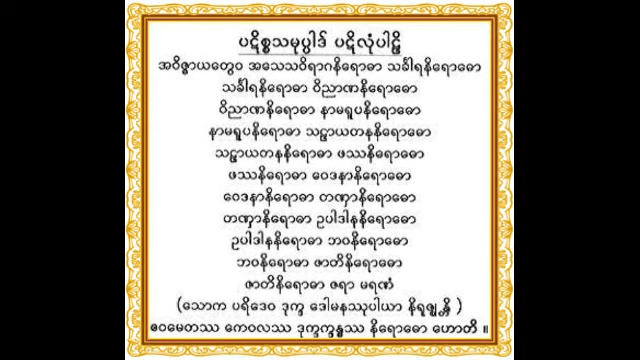 ပဋိစ္စသမုပ္ပါဒ် ပဋိလုံပါဠိ
အဝိဇ္ဇာယတွေဝ အသေသဝိရာဂနိရောဓာ သင်္ခါရနိရောဓော
သင်္ခါရနိရောဓာ ဝိညာဏနိရောဓော
ဝိညာဏနိရောဓာ နာမရူပနိရောဓော
နာမရူပနိရောဓာ သဠာယတနနိရောဓော
သဠာယတနနိရောဓာ ဖဿနိရောဓော
ဖဿနိရောဓာ ဝေဒနာနိရောဓော
ဝေဒနာနိရောဓာ တဏှာနိရောဓော
တဏှာနိရောဓာ ဥပါဒါနနိရောဓော
ဥပါဒါနနိရောဓာ ဘဝနိရောဓော
ဘဝနိရောဓာ ဇာတိနိရောဓော
ဇာတိနိရောဓာ ဇရာ မရဏံ
(သောက ပရိဒေဝ ဒုက္ခ ဒေါမနဿုပါယာ နိရုဇ္ဈန္တိ )
ဧဝမေတဿ ကေဝလဿ ဒုက္ခက္ခန္ဓဿ နိရောဓော ဟောတိ ။